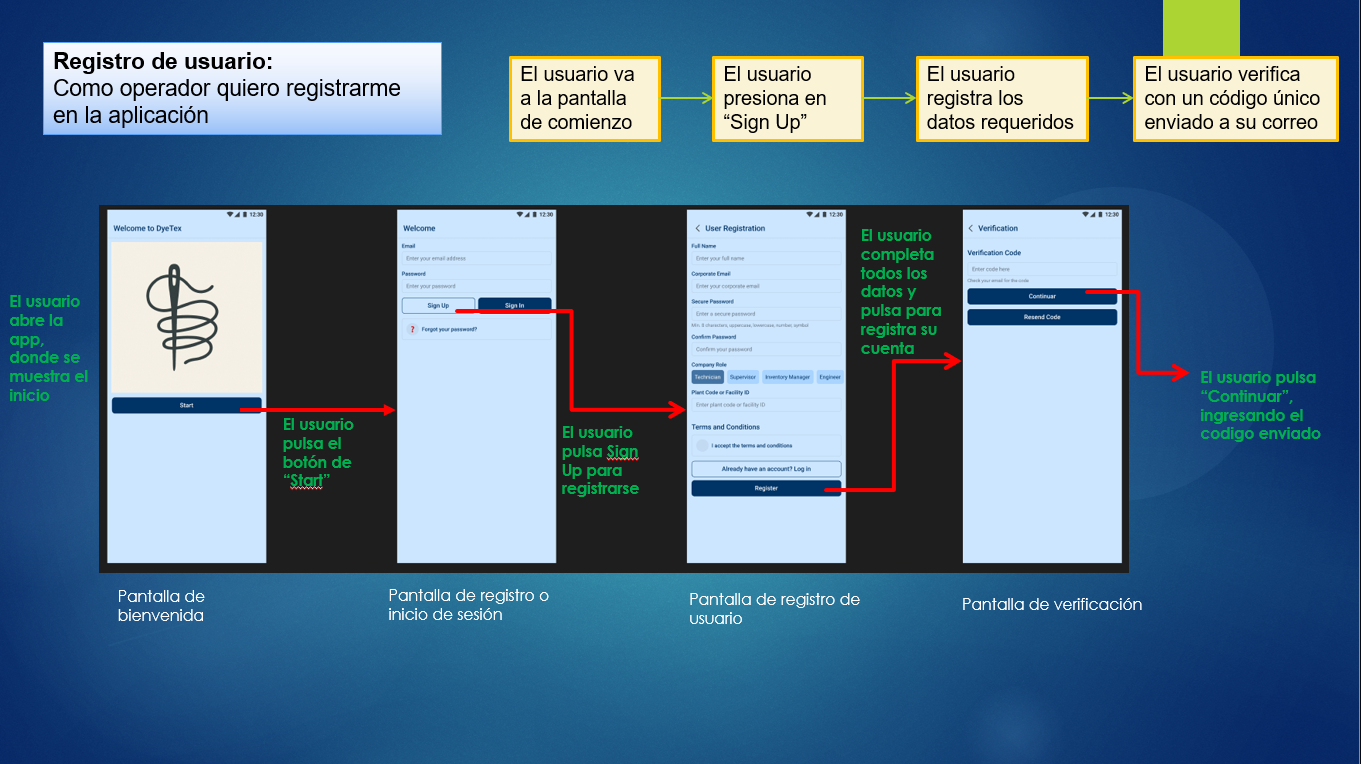 Registro de usuario:
Como operador quiero registrarme
en la aplicación
El usuario va
a la pantalla
de comienzo
El usuario
presiona en
“Sign Up”
El usuario
registra los
datos requeridos
El usuario verifica
con un código único
enviado a su correo
El usuario
abre la
app,
donde se
muestra el
inicio
12:30
Welcome to DyeTex
Start
El usuario
pulsa el
botón de
“Start”
12:30
Welcome
Email
Enter your email address
Password
Enter your password
Sign Up
Sign In
? Forgot your password?
El usuario
pulsa Sign
Up para
registrarse
12:30
User Registration
Full Name
Enter your full name
Corporate Email
Enter your corporate email
Secure Password
Enter a secure password
Min. 8 characters, uppercase, lowercase, number, symbol
Confirm Password
Confirm your password
Company Role
Technician
Supervisor
Inventory Manager
Engineer
Plant Code or Facility ID
Enter plant code or facility ID
Terms and Conditions
I accept the terms and conditions
Already have an account? Log in
Register
El usuario
completa
todos los
datos y
pulsa para
registra su
cuenta
12:30
Verification
Verification Code
Enter code here
Check your email for the code
Continuar
Resend Code
El usuario pulsa
“Continuar”,
ingresando el
codigo enviado
Pantalla de
bienvenida
Pantalla de registro o
inicio de sesión
Pantalla de registro de
usuario
Pantalla de verificación